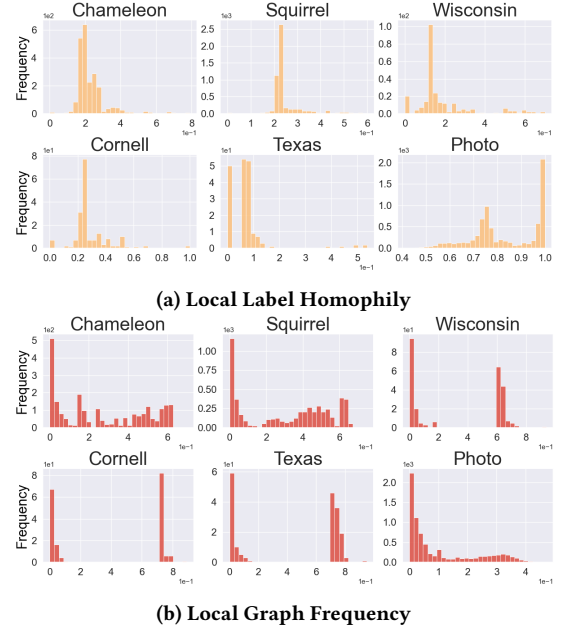 Chameleon Squirrel Wisconsin
1e2 1e3 1e2
Frequency
6 4 2 0
2.5 2.0 1.5 1.0 0.5 0.0
1.00 0.75 0.50 0.25 0.00
0 2 4 6 8 0 1 2 3 4 5 6 0 2 4 6
1e−1 1e−1 1e−1
Cornell Texas Photo
1e1 1e1 1e3
Frequency
8 6 4 2 0
5 4 3 2 1 0
2.0 1.5 1.0 0.5 0.0
0.0 0.2 0.4 0.6 0.8 1.0 0 1 2 3 4 5 0.4 0.5 0.6 0.7 0.8 0.9 1.0
1e−1
(a) Local Label Homophily
Chameleon Squirrel Wisconsin
1e2 1e3 1e1
Frequency
5 4 3 2 1 0
1.00 0.75 0.50 0.25 0.00
8 6 4 2 0
0 2 4 6 0 2 4 6 8 0 2 4 6 8
1e−1 1e−1 1e−1
Cornell Texas Photo
1e1 1e1 1e3
Frequency
8 6 4 2 0
6 4 2 0
2.0 1.5 1.0 0.5 0.0
0 2 4 6 8 0 2 4 6 8 0 1 2 3 4
1e−1 1e−1 1e−1
(b) Local Graph Frequency